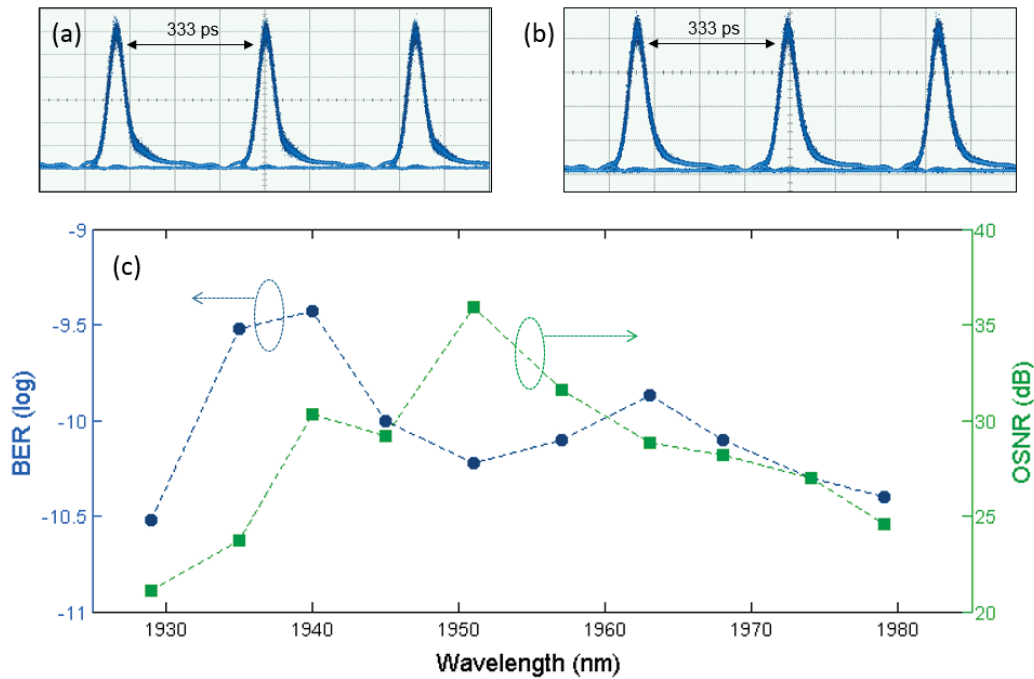 (a)
333 ps
(b)
333 ps
(c)
BER (log)
-9
-9.5
-10
-10.5
-11
OSNR (dB)
40
35
30
25
20
1930
1940
1950
1960
1970
1980
Wavelength (nm)